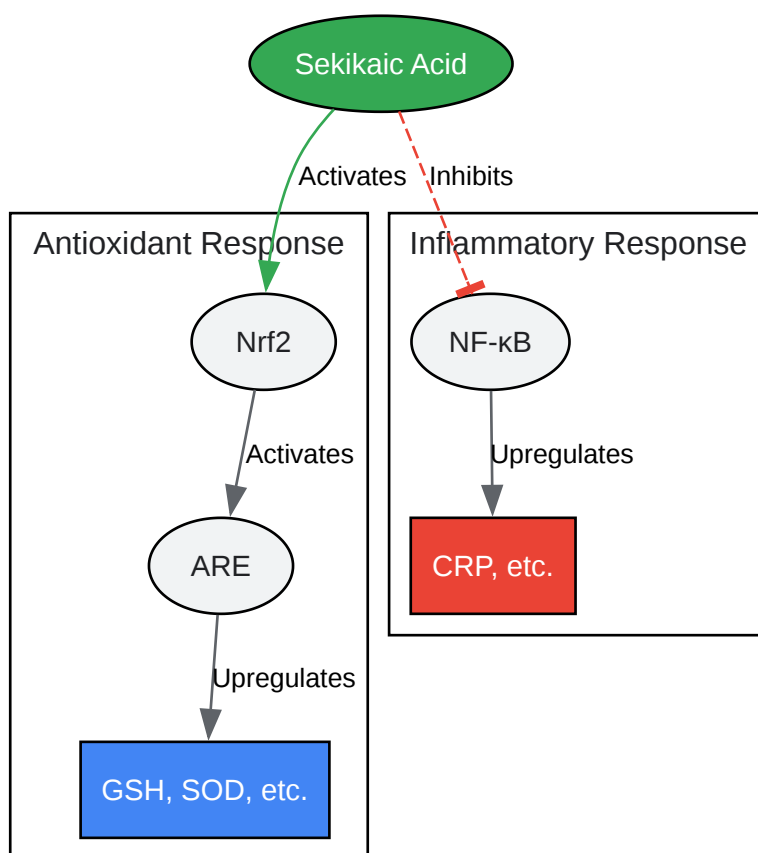 Sekikaic Acid
Activates
Inhibits
Antioxidant Response
Inflammatory Response
Nrf2
NF-κB
Activates
Upregulates
ARE
CRP, etc.
Upregulates
GSH, SOD, etc.